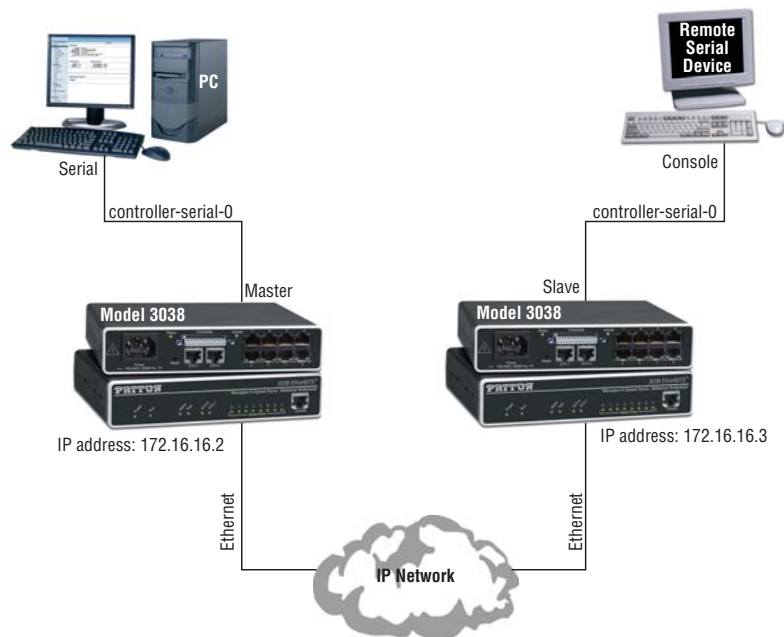 PC
Remote
Serial
Device
Serial
Console
controller-serial-0
controller-serial-0
Master
Slave
Model 3038
Model 3038
PATTON
PATTON
IP address: 172.16.16.2
IP address: 172.16.16.3
Ethernet
Ethernet
IP Network